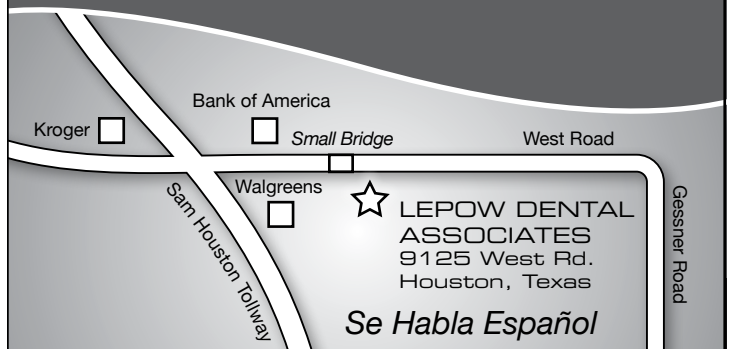 Bank of America
Kroger
Small Bridge
West Road
Walgreens
Sam Houston Tollway
Gessner Road
LEPOW DENTAL
ASSOCIATES
9125 West Rd.
Houston, Texas
Se Habla Español